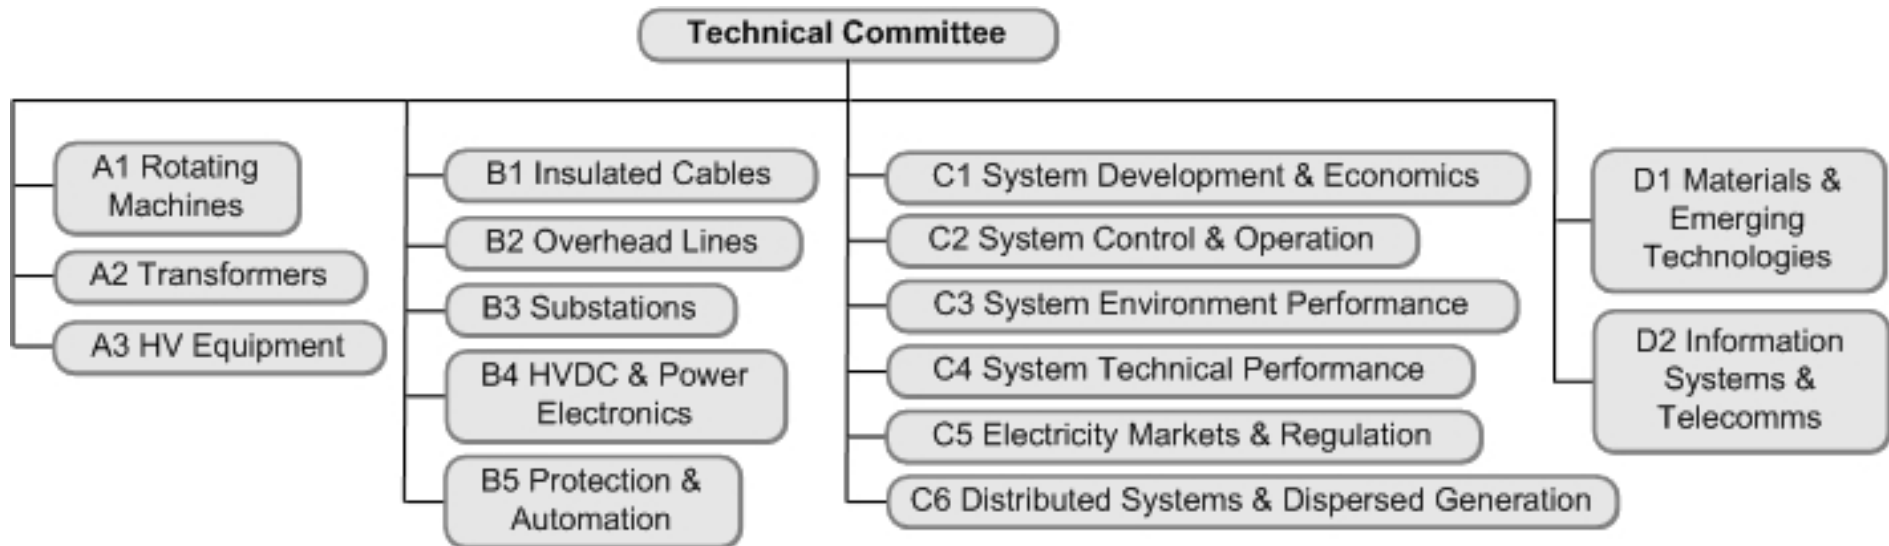 Technical Committee
A1 Rotating
Machines
A2 Transformers
A3 HV Equipment
B1 Insulated Cables
B2 Overhead Lines
B3 Substations
B4 HVDC & Power
Electronics
B5 Protection &
Automation
C1 System Development & Economics
C2 System Control & Operation
C3 System Environment Performance
C4 System Technical Performance
C5 Electricity Markets & Regulation
C6 Distributed Systems & Dispersed Generation
D1 Materials &
Emerging
Technologies
D2 Information
Systems &
Telecomms